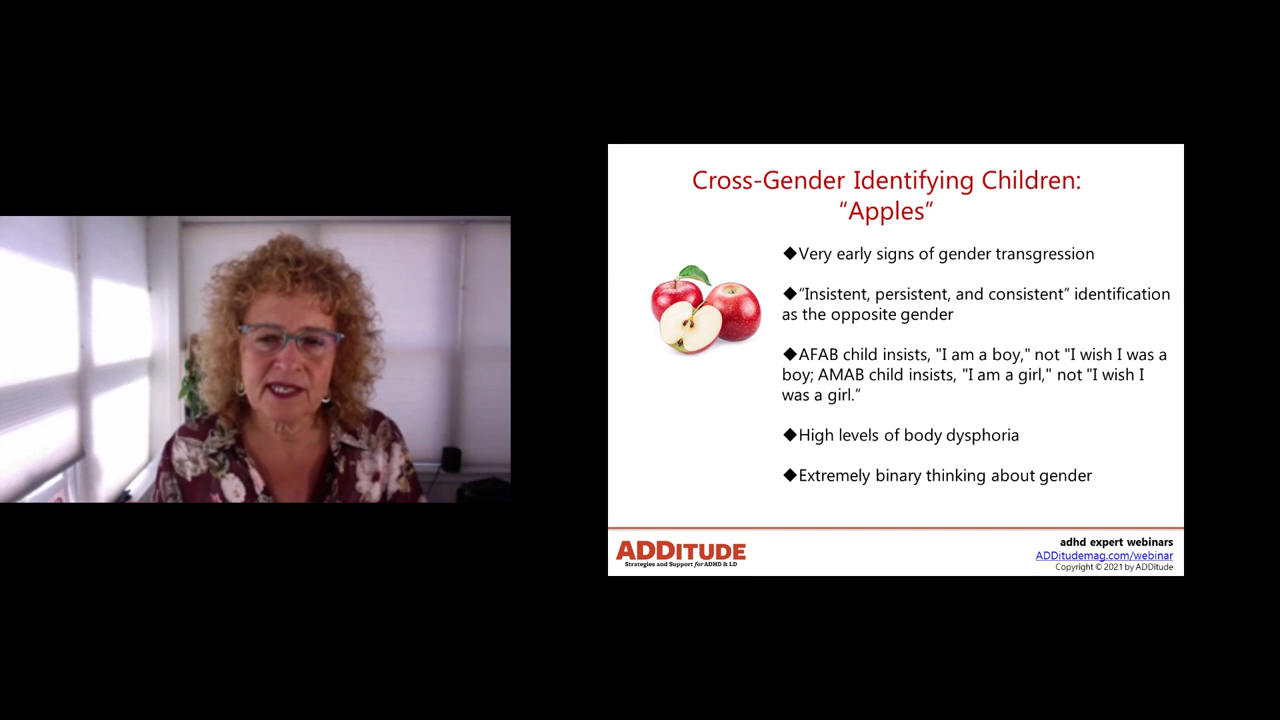 Cross-Gender Identifying Children:
“Apples”
◆Very early signs of gender transgression
◆“Insistent, persistent, and consistent” identification
as the opposite gender
◆AFAB child insists, "I am a boy," not "I wish I was a
boy; AMAB child insists, "I am a girl," not "I wish I
was a girl.”
◆High levels of body dysphoria
◆Extremely binary thinking about gender
ADDITUDE
Strategies and Support for ADHD & LD
adhd expert webinars
ADDitudemag.com/webinar
Copyright © 2021 by ADDitude